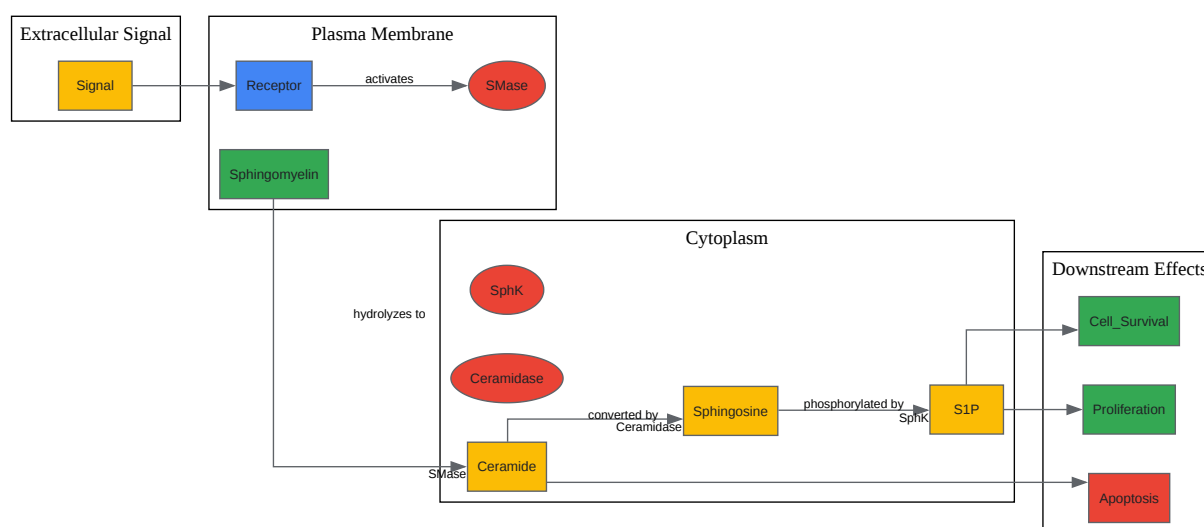 Extracellular Signal
Plasma Membrane
Signal
Receptor
activates
SMase
Sphingomyelin
Cytoplasm
SphK
hydrolyzes to
Ceramidase
converted by
Ceramidase
Sphingosine
phosphorylated by
SphK
S1P
SMase
Ceramide
Downstream Effects
Cell_Survival
Proliferation
Apoptosis